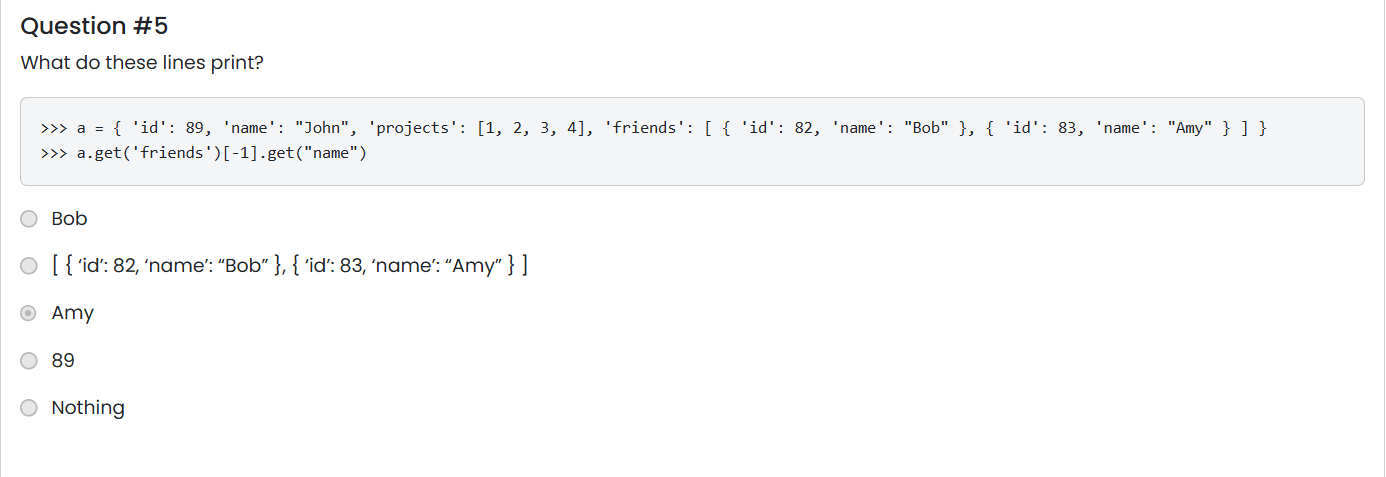 Question #5
What do these lines print?
>>> a = { 'id': 89, 'name': "John", 'projects': [1, 2, 3, 4], 'friends': [ { 'id': 82, 'name': "Bob" }, { 'id': 83, 'name': "Amy" } ] }
>>> a.get('friends')[-1].get("name")
Bob
[ { ‘id’: 82, ‘name’: “Bob” }, { ‘id’: 83, ‘name’: “Amy” } ]
Amy
89
Nothing